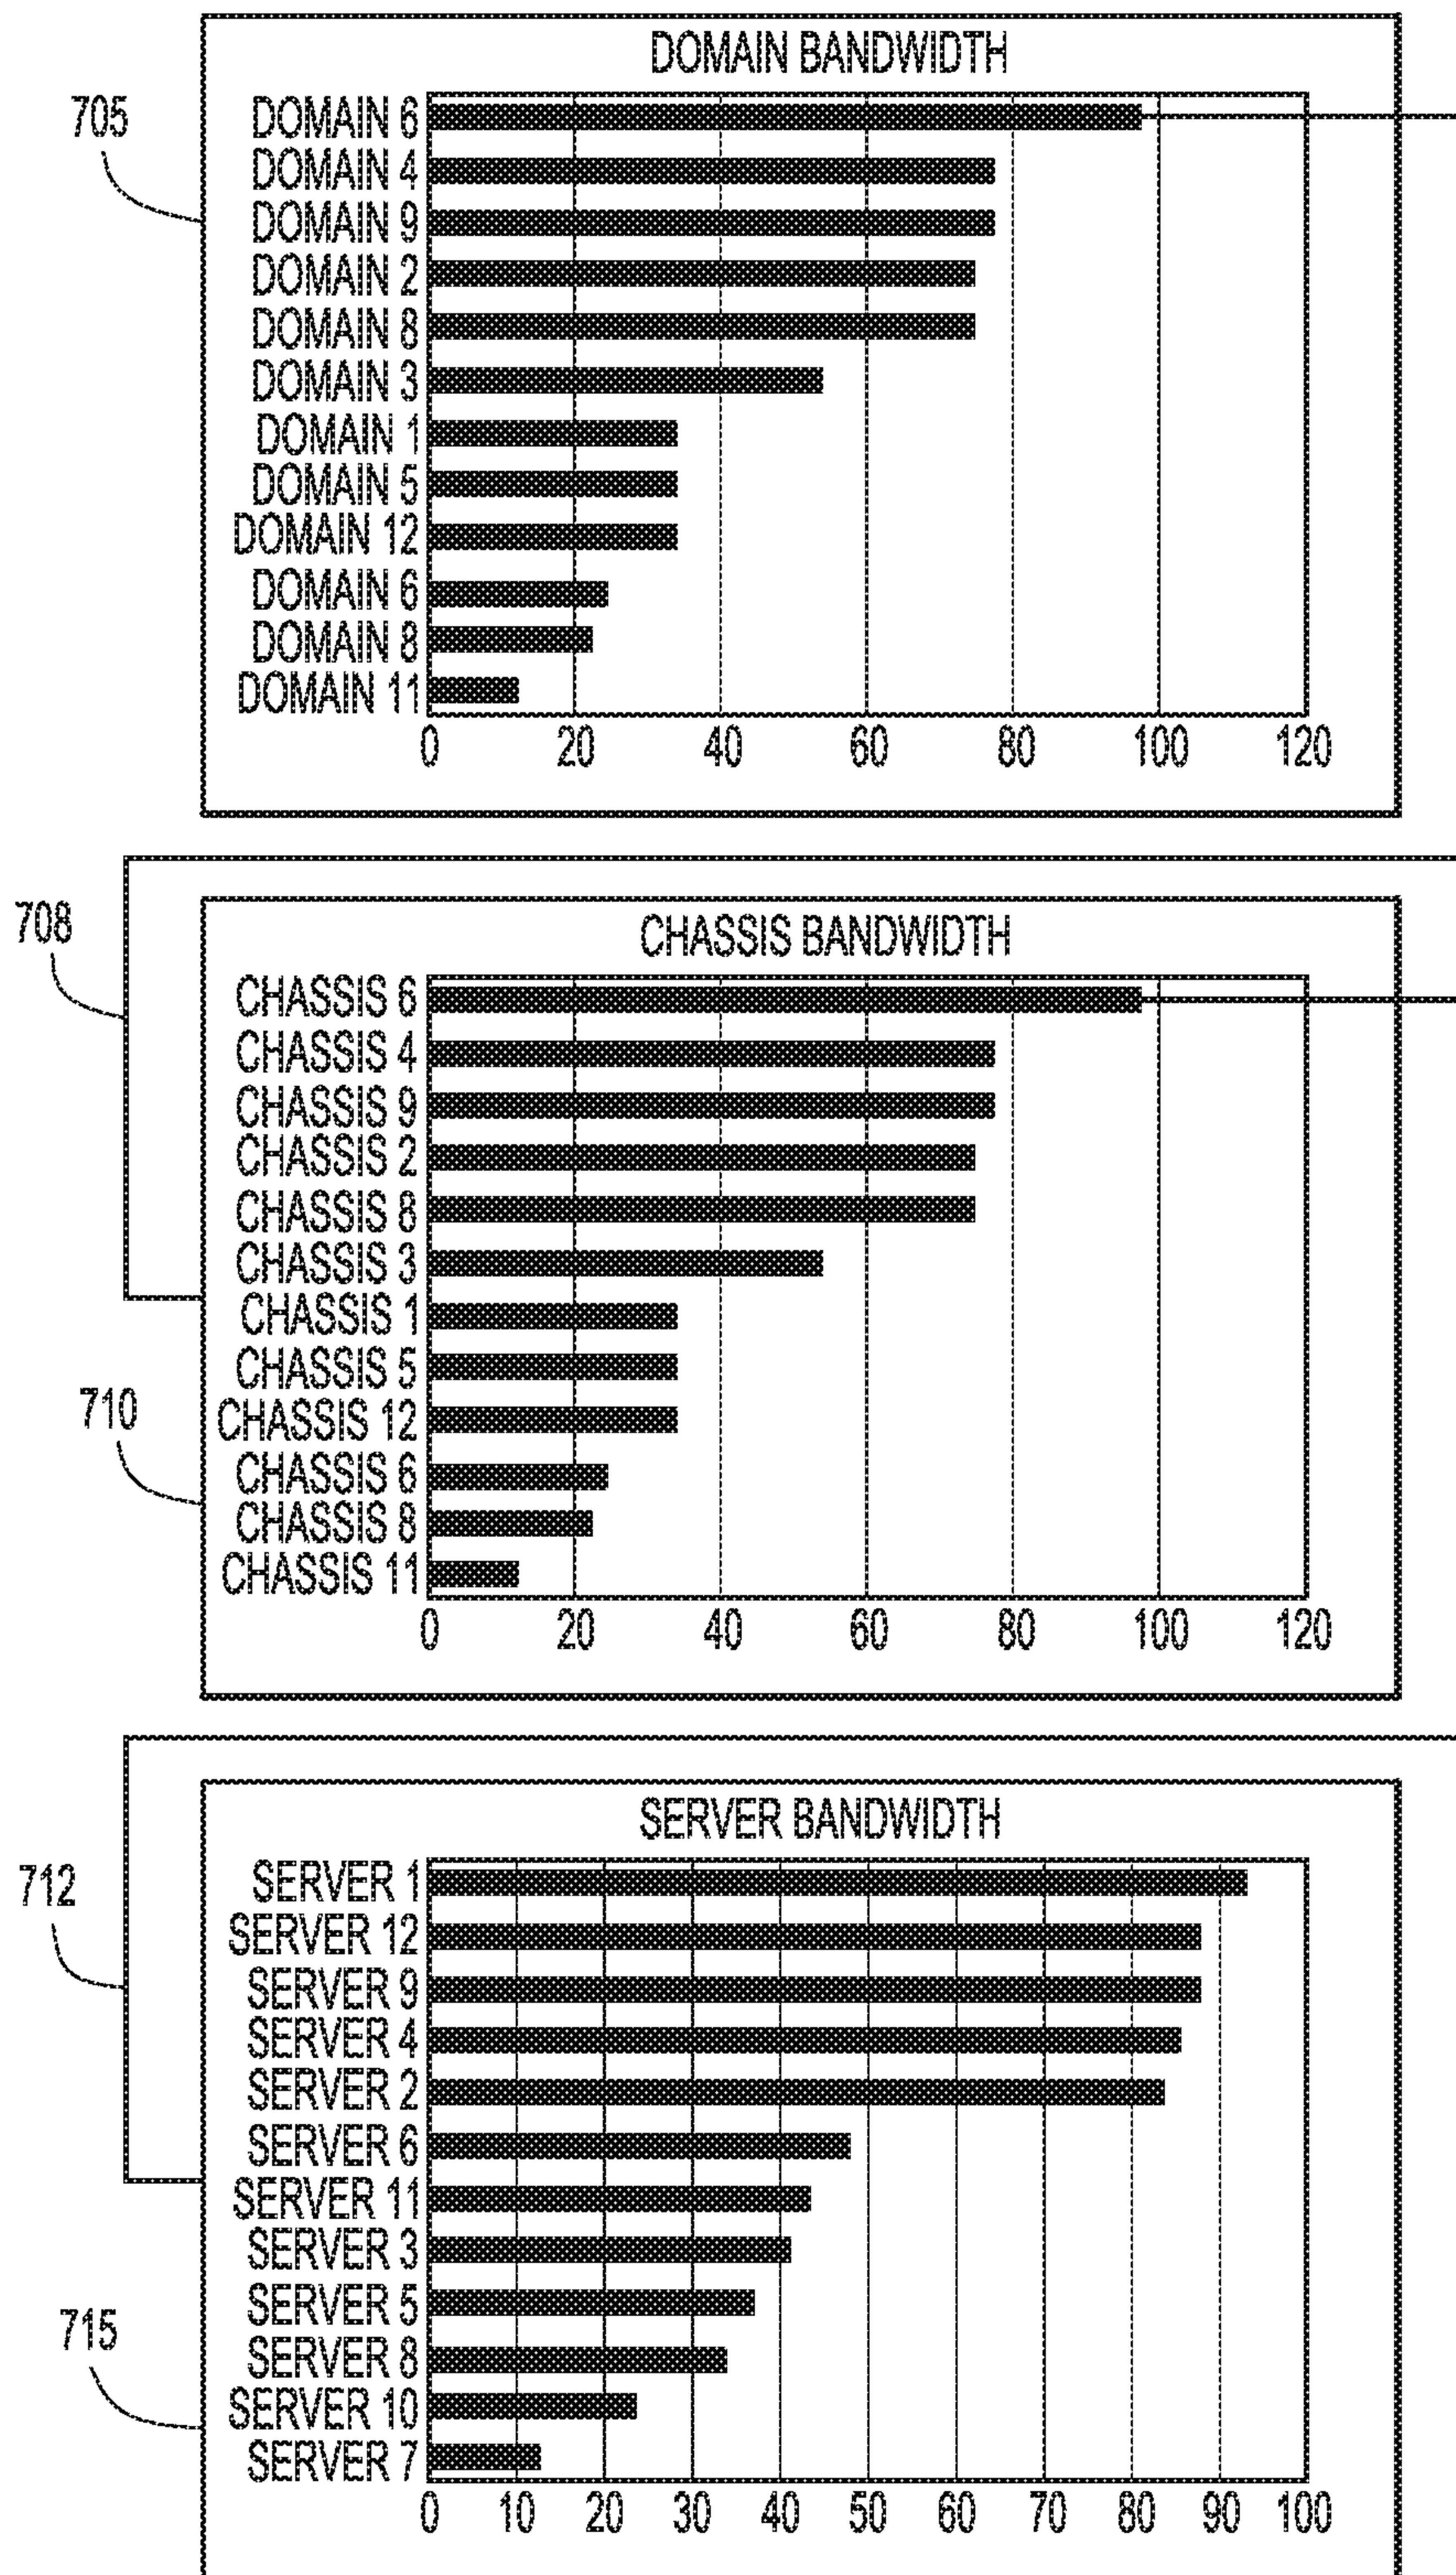 DOMAIN BANDWIDTH
705
DOMAIN 6
DOMAIN 4
DOMAIN 9
DOMAIN 2
DOMAIN 8
DOMAIN 3
DOMAIN 1
DOMAIN 5
DOMAIN 12
DOMAIN 6
DOMAIN 8
DOMAIN 11
0 20 40 60 80 100 120
708
CHASSIS BANDWIDTH
CHASSIS 6
CHASSIS 4
CHASSIS 9
CHASSIS 2
CHASSIS 8
CHASSIS 3
CHASSIS 1
CHASSIS 5
710
CHASSIS 12
CHASSIS 6
CHASSIS 8
CHASSIS 11
0 20 40 60 80 100 120
SERVER BANDWIDTH
712
SERVER 1
SERVER 12
SERVER 9
SERVER 4
SERVER 2
SERVER 6
SERVER 11
SERVER 3
SERVER 5
715
SERVER 8
SERVER 10
SERVER 7
0 10 20 30 40 50 60 70 80 90 100